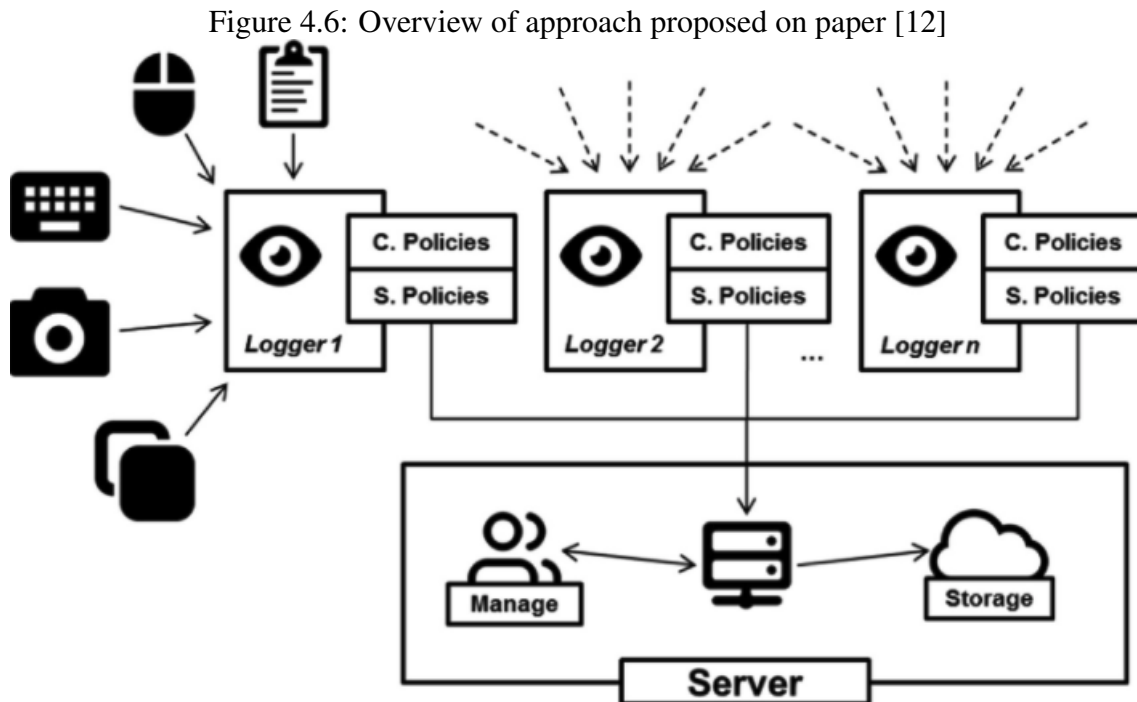 Figure 4.6: Overview of approach proposed on paper [12]
C. Policies
S. Policies
Logger 1
C. Policies
S. Policies
Logger 2
...
C. Policies
S. Policies
Logger n
Manage
Storage
Server